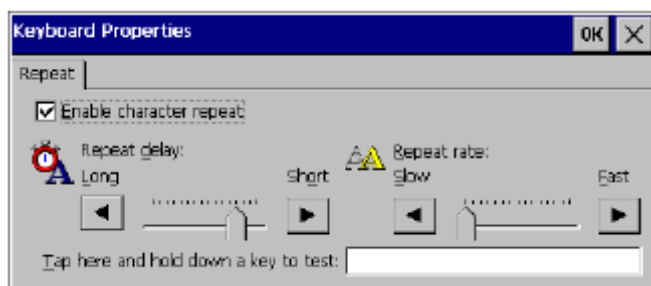 Keyboard Properties OK
Repeat
Enable character repeat
Repeat delay: Repeat rate:
Long Short Slow Fast
Tap here and hold down a key to test: